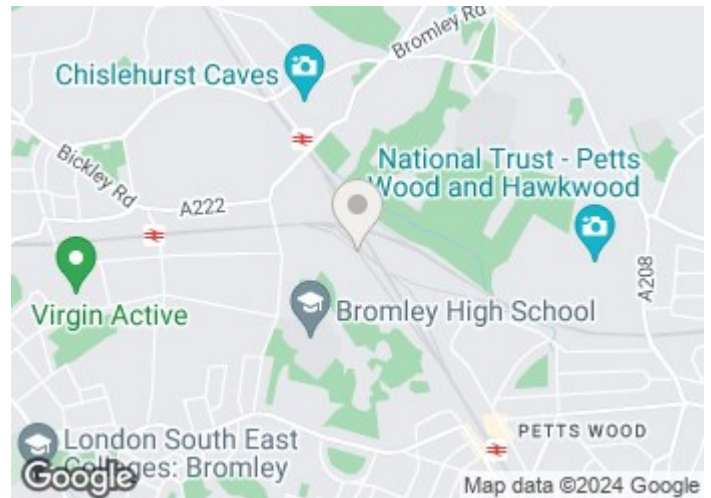 Bromley Rd
Chislehurst Caves
Bickley Rd
A222
National Trust - Petts
Wood and Hawkwood
A208
Virgin Active
Bromley High School
London South East
Colleges: Bromley
PETTS WOOD
Google
Map data ©2024 Google